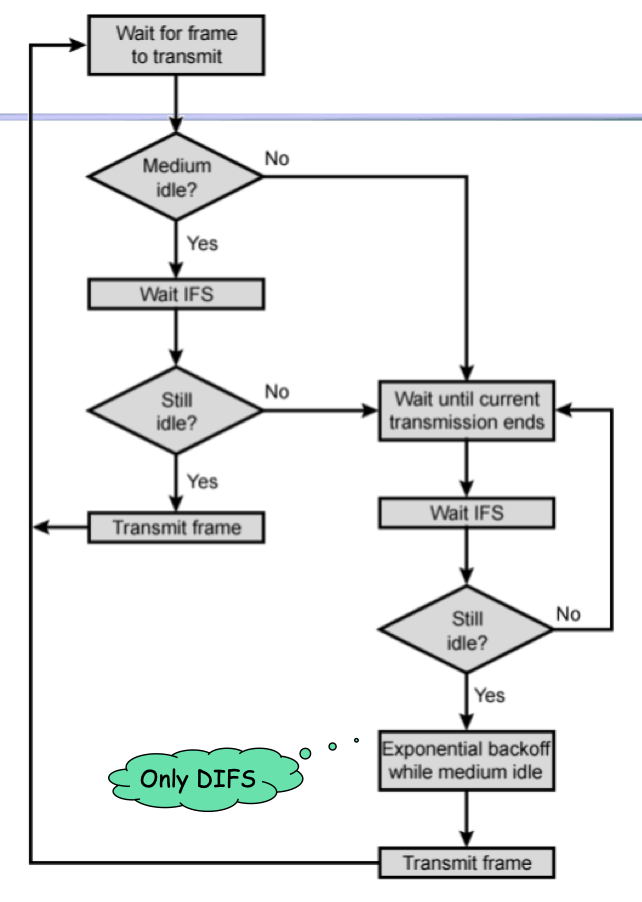 Wait for frame
to transmit
Medium
idle?
No
Yes
Wait IFS
Still
idle?
No
Yes
Transmit frame
Wait until current
transmission ends
Wait IFS
Still
idle?
No
Yes
Exponential backoff
while medium idle
Only DIFS
Transmit frame